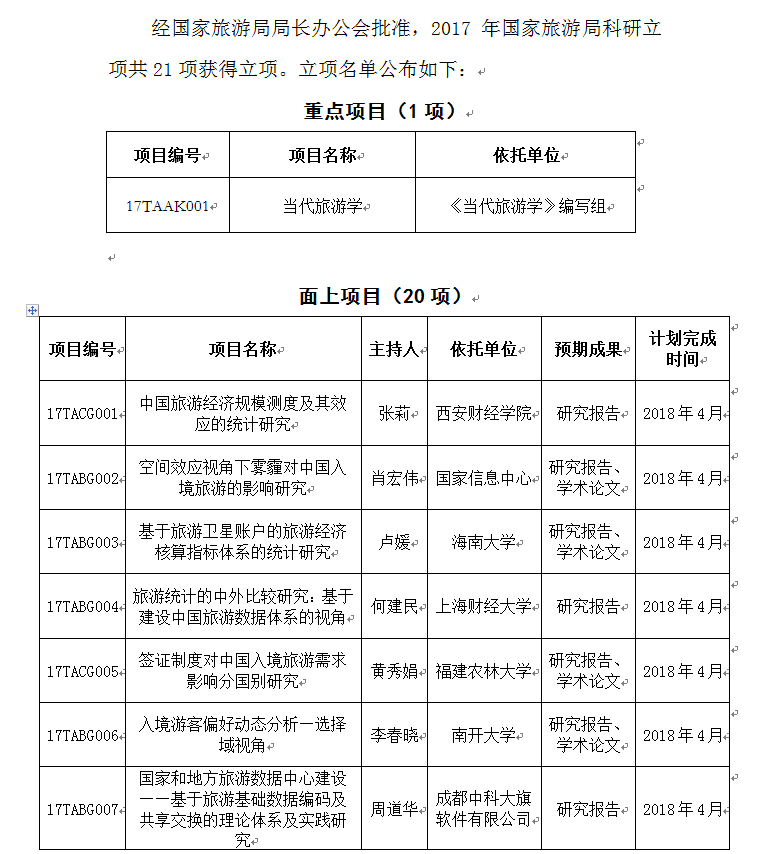 经国家旅游局局长办公会批准，2017 年国家旅游局科研立
项共 21 项获得立项。立项名单公布如下：
重点项目（1 项）
项目编号 项目名称 依托单位
17TAAK001 当代旅游学 《当代旅游学》编写组
面上项目（20 项）
项目编号 项目名称 主持人 依托单位 预期成果 计划完成
时间
17TACG001 中国旅游经济规模测度及其效
应的统计研究 张莉 西安财经学院 研究报告 2018 年 4 月
17TABG002 空间效应视角下雾霾对中国入
境旅游的影响研究 肖宏伟 国家信息中心 研究报告、
学术论文 2018 年 4 月
17TABG003 基于旅游卫星账户的旅游经济
核算指标体系的统计研究 卢媛 海南大学 研究报告、
学术论文 2018 年 4 月
17TABG004 旅游统计的中外比较研究：基于
建设中国旅游数据体系的视角 何建民 上海财经大学 研究报告 2018 年 4 月
17TACG005 签证制度对中国入境旅游需求
影响分国别研究 黄秀娟 福建农林大学 研究报告、
学术论文 2018 年 4 月
17TABG006 入境游客偏好动态分析—选择
域视角 李春晓 南开大学 研究报告、
学术论文 2018 年 4 月
17TABG007 国家和地方旅游数据中心建设
——基于旅游基础数据编码及
共享交换的理论体系及实践研
究 周道华 成都中科大旗
软件有限公司 研究报告 2018 年 4 月